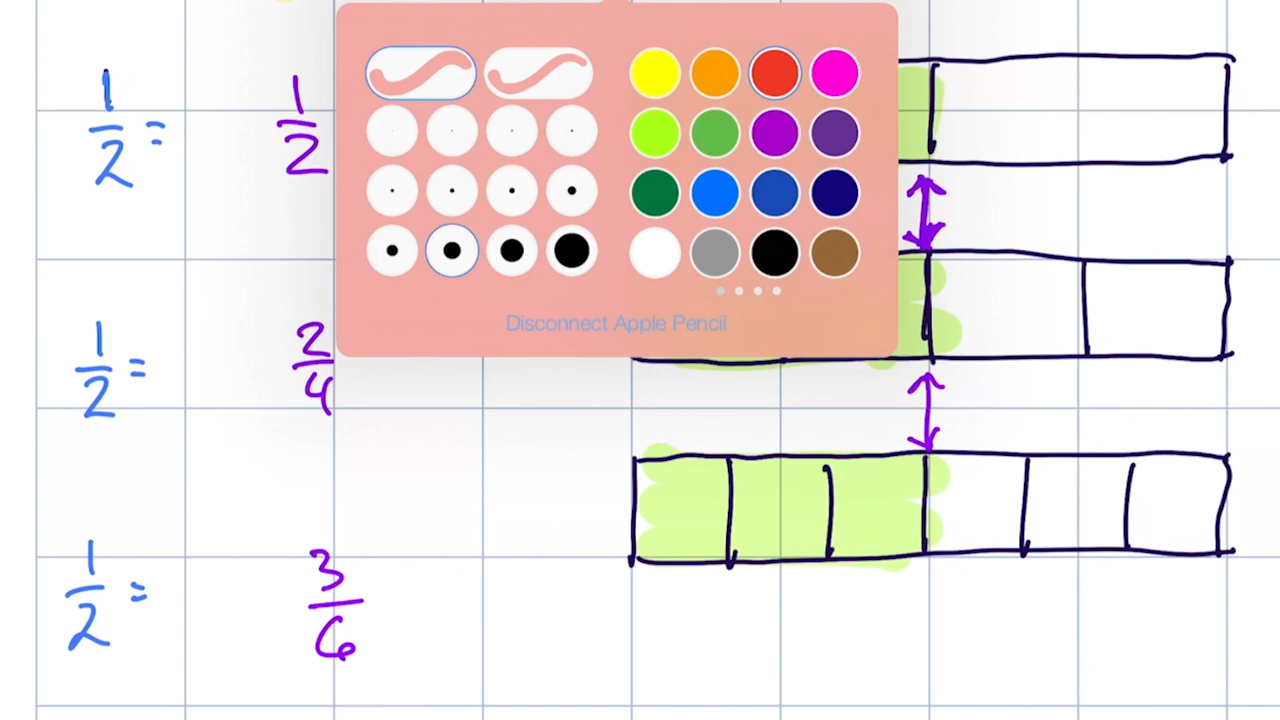 1/2 = 1/2
Disconnect Apple Pencil
1/2 = 2/4
1/2 = 3/6